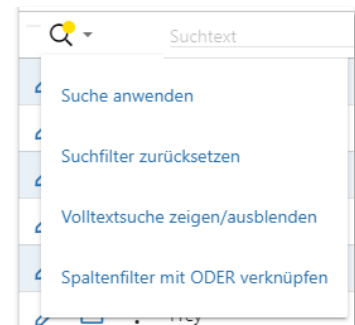 Suchtext
Suche anwenden
Suchfilter zurücksetzen
Volltextsuche zeigen/ausblenden
Spaltenfilter mit ODER verknüpfen